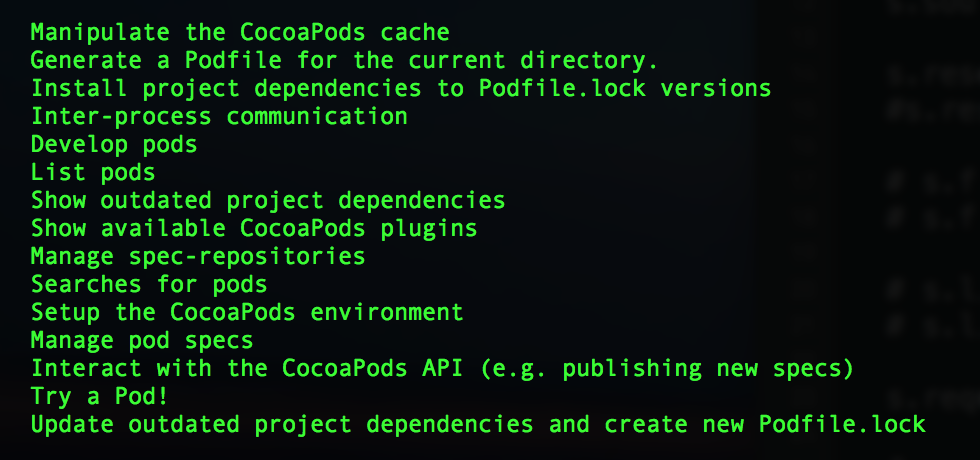 Manipulate the CocoaPods cache
Generate a Podfile for the current directory.
Install project dependencies to Podfile.lock versions
Inter-process communication
Develop pods
List pods
Show outdated project dependencies
Show available CocoaPods plugins
Manage spec-repositories
Searches for pods
Setup the CocoaPods environment
Manage pod specs
Interact with the CocoaPods API (e.g. publishing new specs)
Try a Pod!
Update outdated project dependencies and create new Podfile.lock